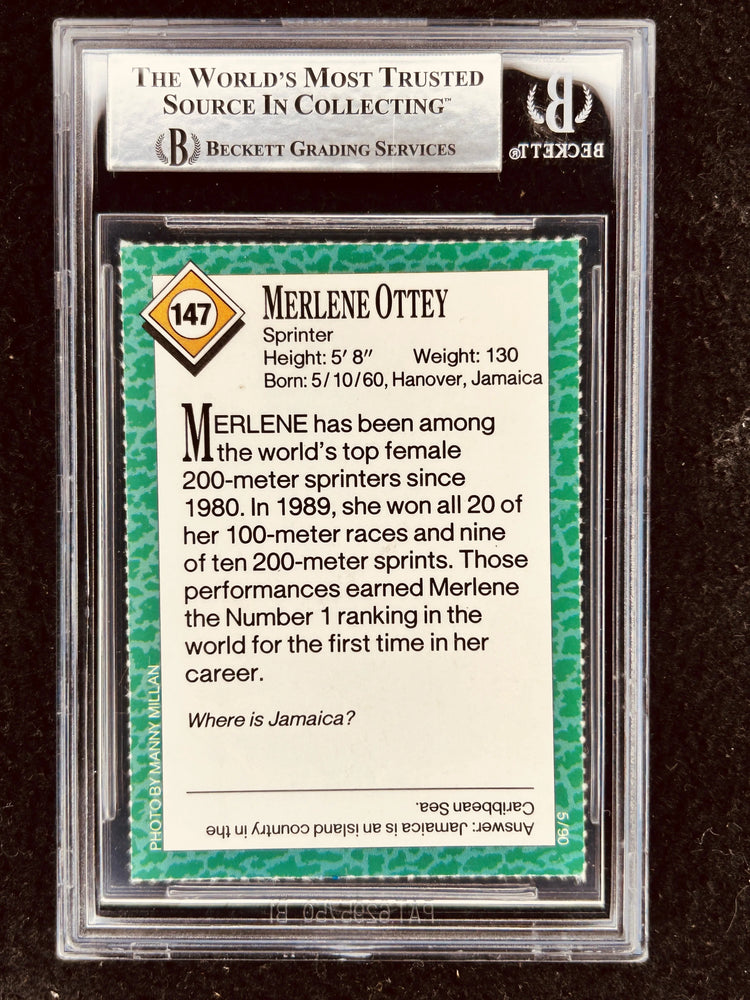 THE WORLD'S MOST TRUSTED
SOURCE IN COLLECTING™
B BECKETT GRADING SERVICES
B
BECKETT®
147
MERLENE OTTEY
Sprinter
Height: 5' 8" Weight: 130
Born: 5/10/60, Hanover, Jamaica
MERLENE has been among
the world's top female
200-meter sprinters since
1980. In 1989, she won all 20 of
her 100-meter races and nine
of ten 200-meter sprints. Those
performances earned Merlene
the Number 1 ranking in the
world for the first time in her
career.
Where is Jamaica?
Answer: Jamaica is an island country in the
Caribbean Sea.
PHOTO BY MANNY MILLAN
5/90
PAT 6295750 B1